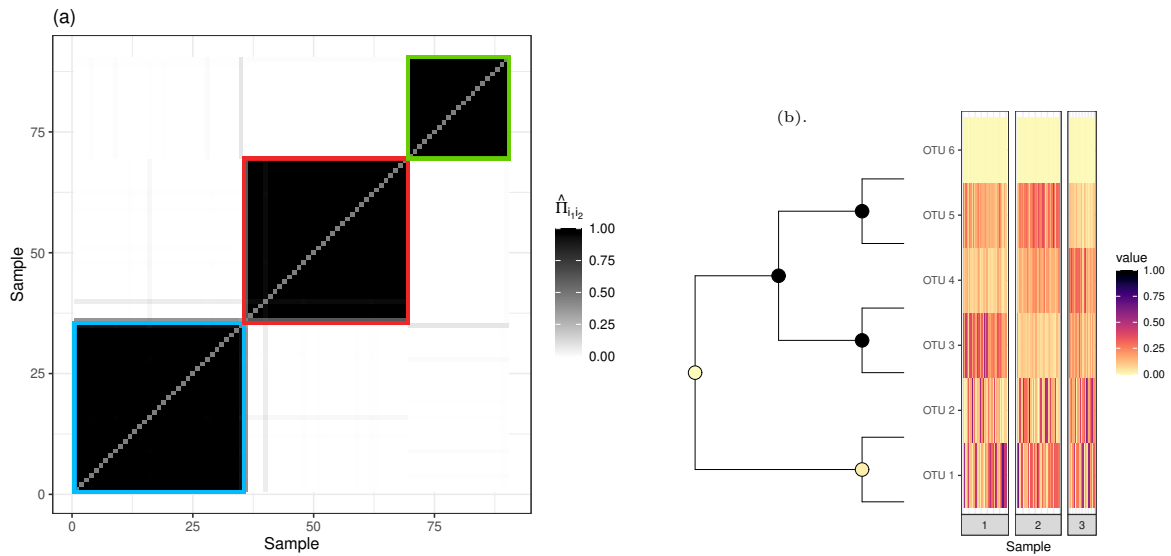 (a)
Sample
75
50
25
0
0 25 50 75
Sample
Π̂i₁i₂
1.00
0.75
0.50
0.25
0.00
(b).
OTU 6
OTU 5
OTU 4
OTU 3
OTU 2
OTU 1
1 2 3
Sample
value
1.00
0.75
0.50
0.25
0.00